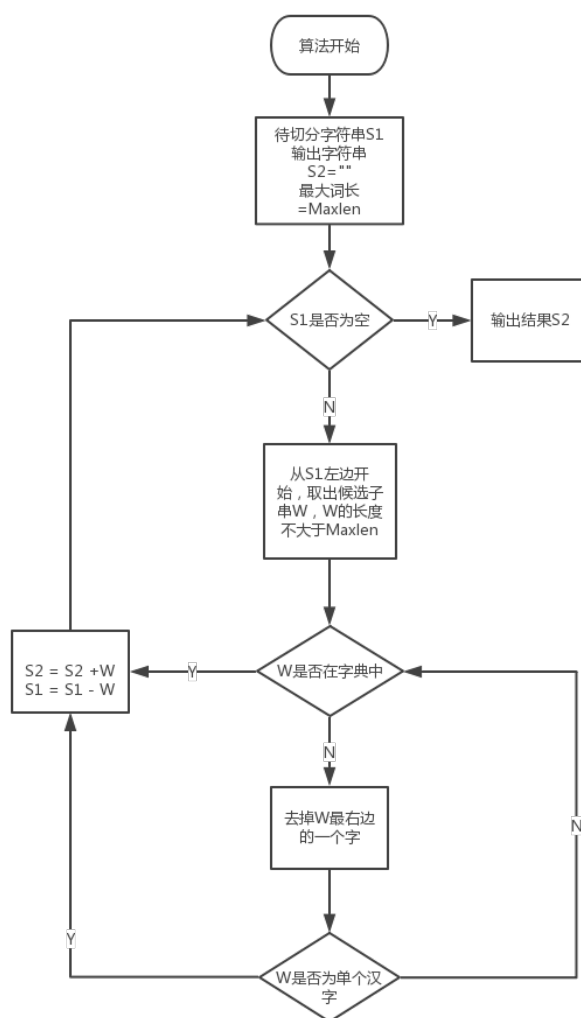 算法开始
待切分字符串S1
输出字符串
S2=""
最大词长
=Maxlen
S1是否为空
Y
输出结果S2
N
从S1左边开
始，取出候选子
串W，W的长度
不大于Maxlen
S2 = S2 +W
S1 = S1 - W
Y
W是否在字典中
N
去掉W最右边
的一个字
N
Y
W是否为单个汉
字